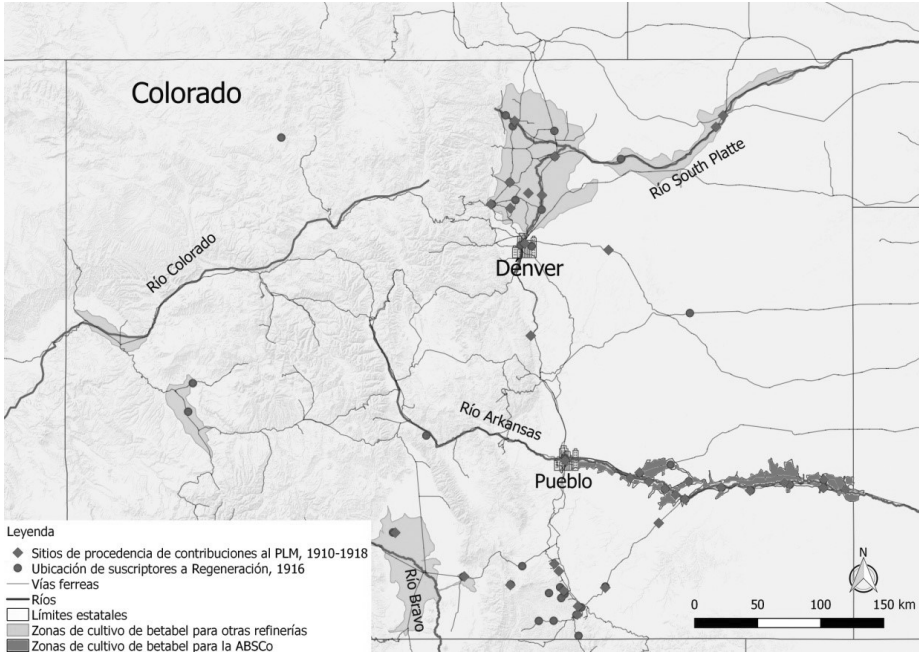 Colorado
Río South Platte
Denver
Río Colorado
Río Arkansas
Pueblo
Río Bravo
Leyenda
Sitios de procedencia de contribuciones al PLM, 1910-1918
Ubicación de suscriptores a Regeneración, 1916
Vías ferreas
Ríos
Límites estatales
Zonas de cultivo de betabel para otras refinerías
Zonas de cultivo de betabel para la ABSCo
N
0 50 100 150 km